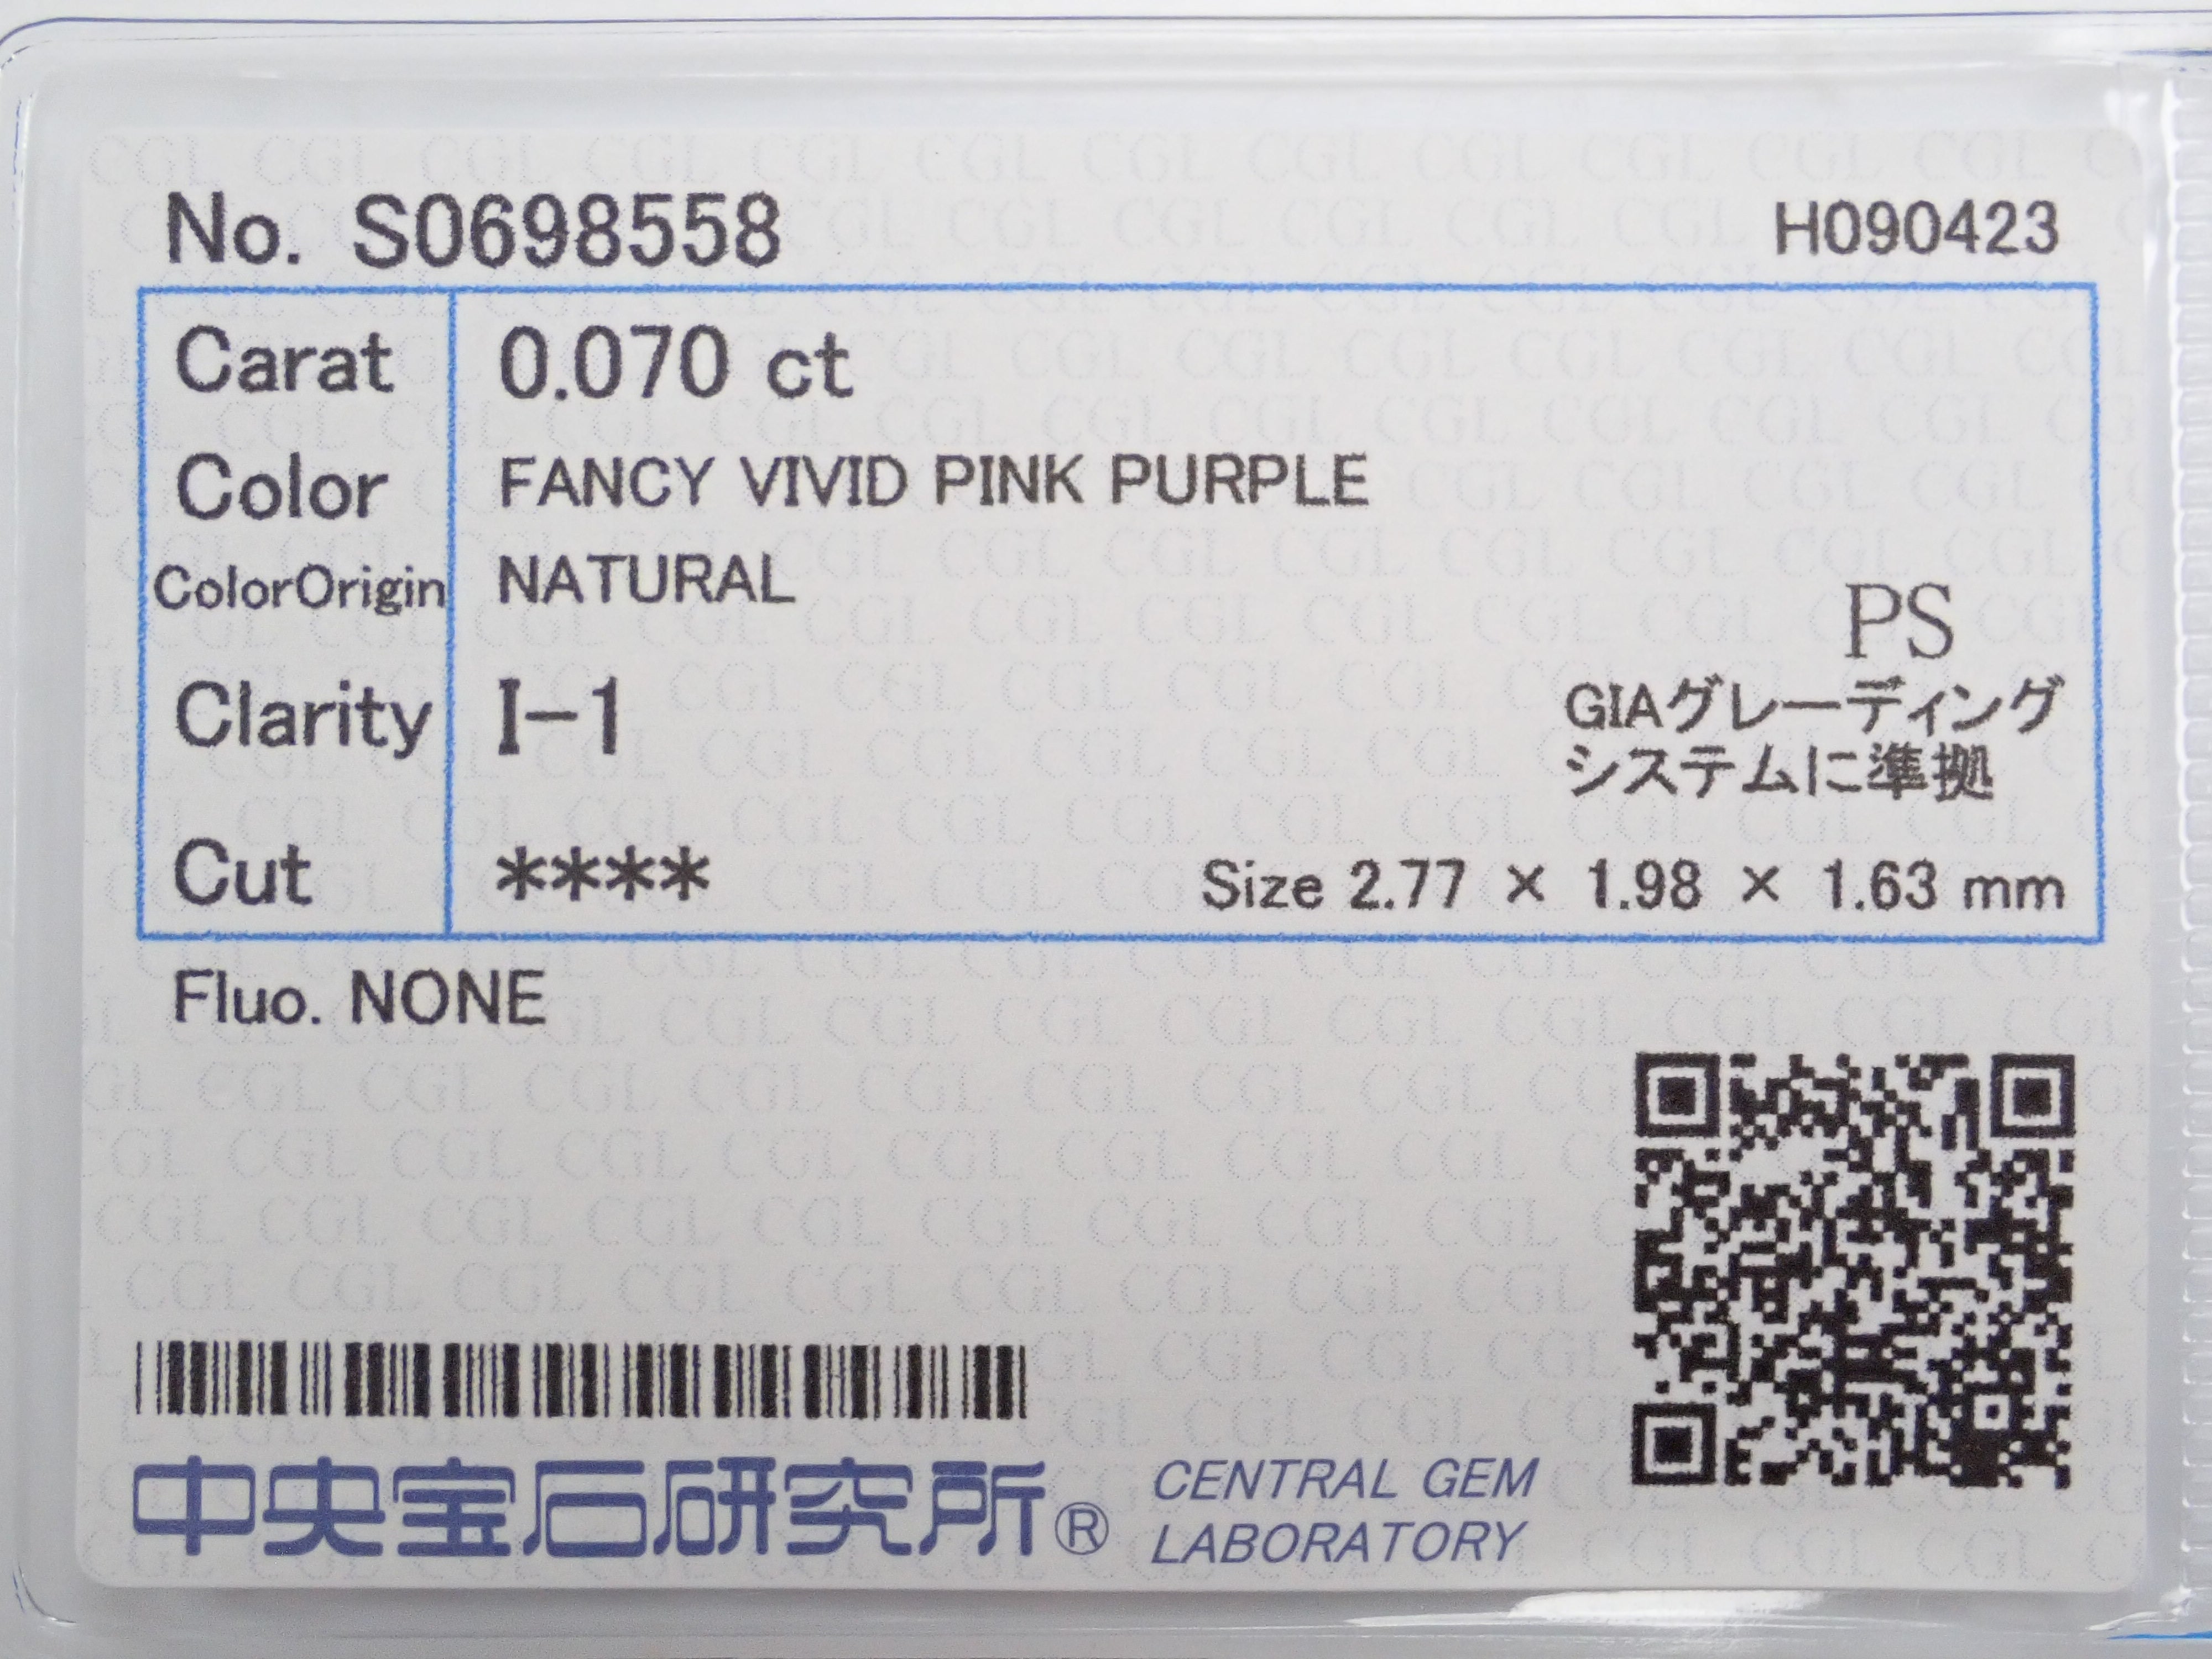 No. S0698558
H090423
Carat 0.070 ct
Color FANCY VIVID PINK PURPLE
ColorOrigin NATURAL
PS
Clarity I-1
GIAグレーディング
システムに準拠
Cut ****
Size 2.77 × 1.98 × 1.63 mm
Fluo. NONE
中央宝石研究所®
CENTRAL GEM
LABORATORY